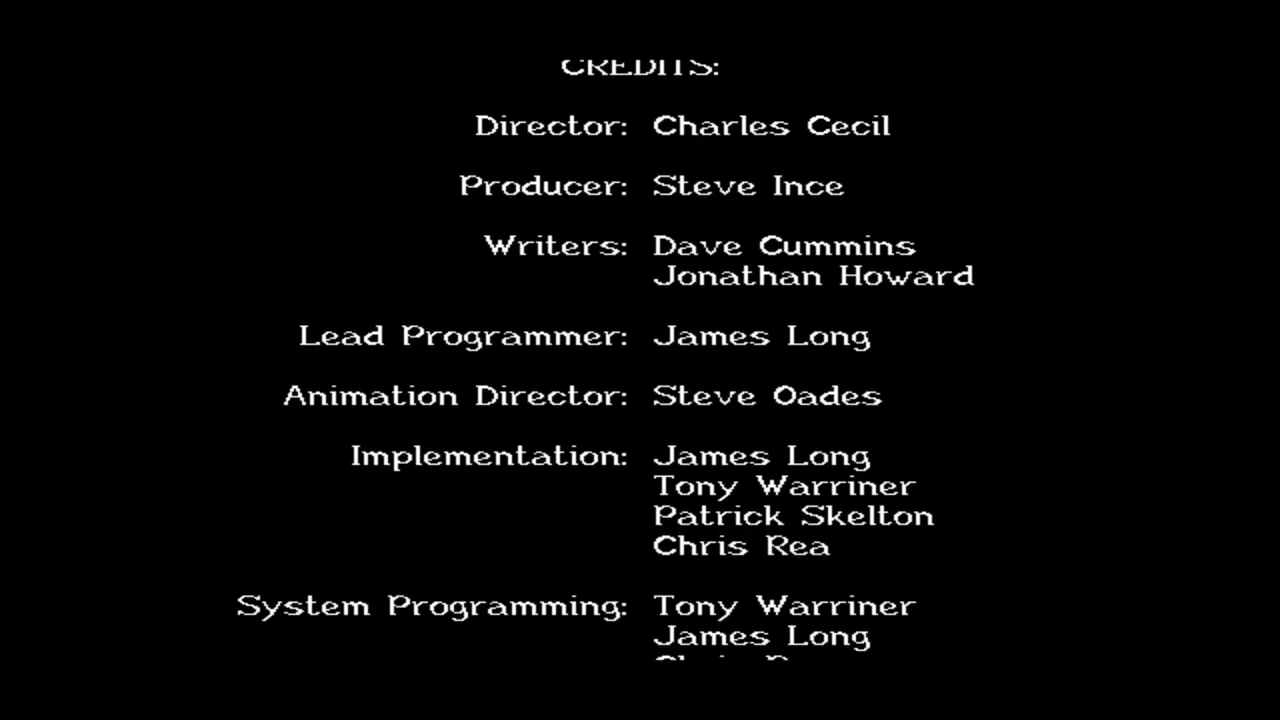 CREDITS:
Director: Charles Cecil
Producer: Steve Ince
Writers: Dave Cummins
Jonathan Howard
Lead Programmer: James Long
Animation Director: Steve Oades
Implementation: James Long
Tony Warriner
Patrick Skelton
Chris Rea
System Programming: Tony Warriner
James Long